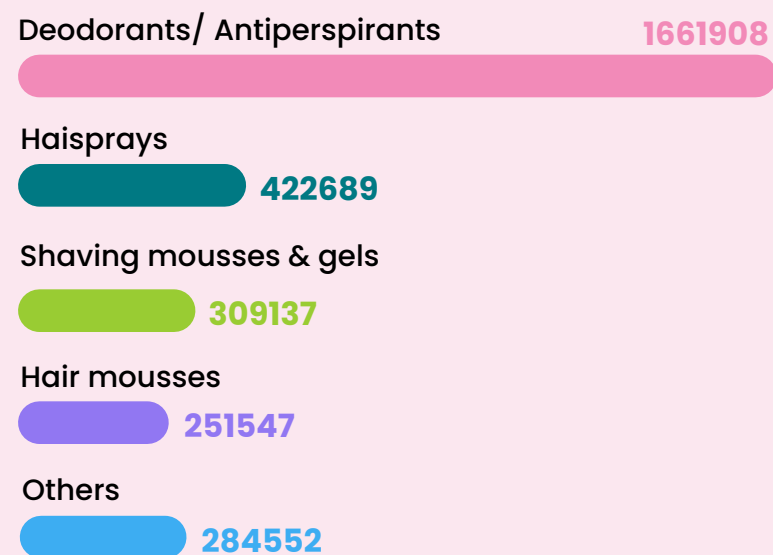 Deodorants/ Antiperspirants 1661908
Haisprays
422689
Shaving mousses & gels
309137
Hair mousses
251547
Others
284552